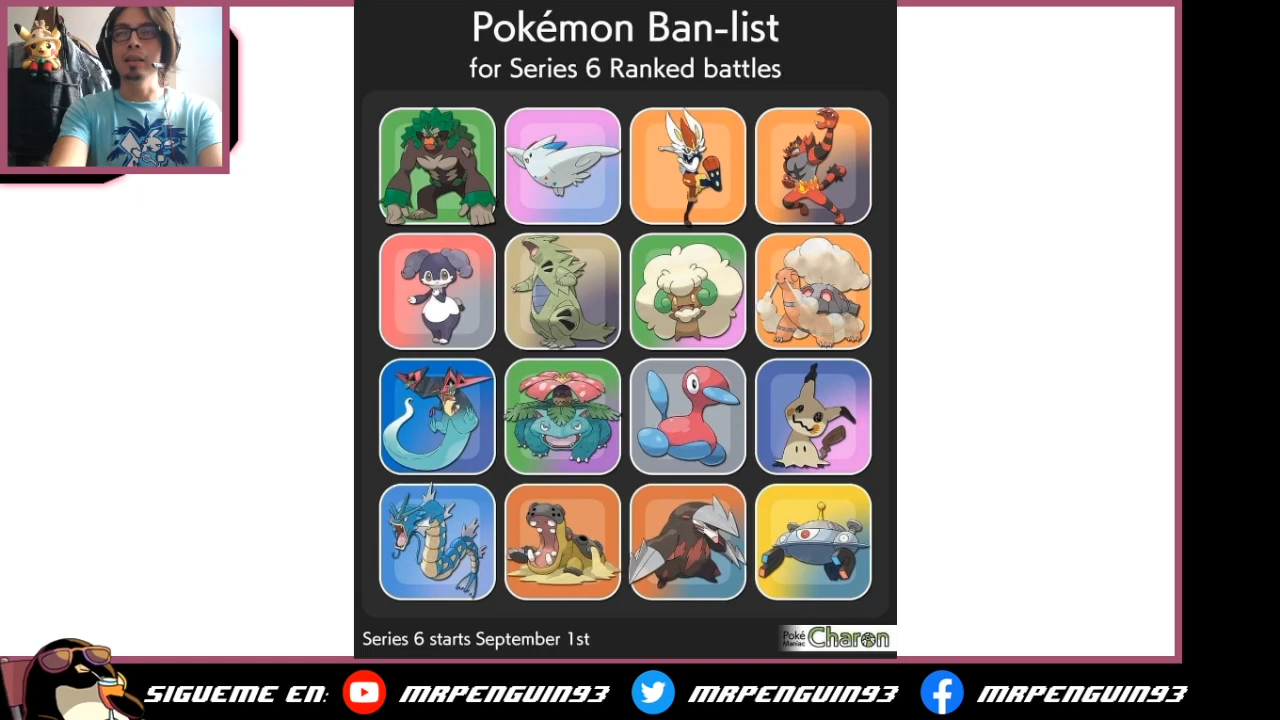 Pokémon Ban-list
for Series 6 Ranked battles
Series 6 starts September 1st
Poké
Maniac
Charon
SIGUEME EN: MRPENGUIN93 MRPENGUIN93 MRPENGUIN93